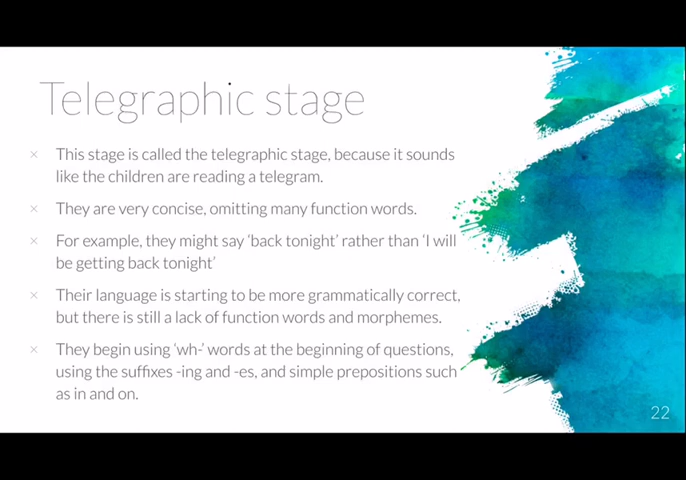 Telegraphic stage
× This stage is called the telegraphic stage, because it sounds
like the children are reading a telegram.
× They are very concise, omitting many function words.
× For example, they might say ‘back tonight’ rather than ‘I will
be getting back tonight’
× Their language is starting to be more grammatically correct,
but there is still a lack of function words and morphemes.
× They begin using ‘wh-’ words at the beginning of questions,
using the suffixes -ing and -es, and simple prepositions such
as in and on.
22